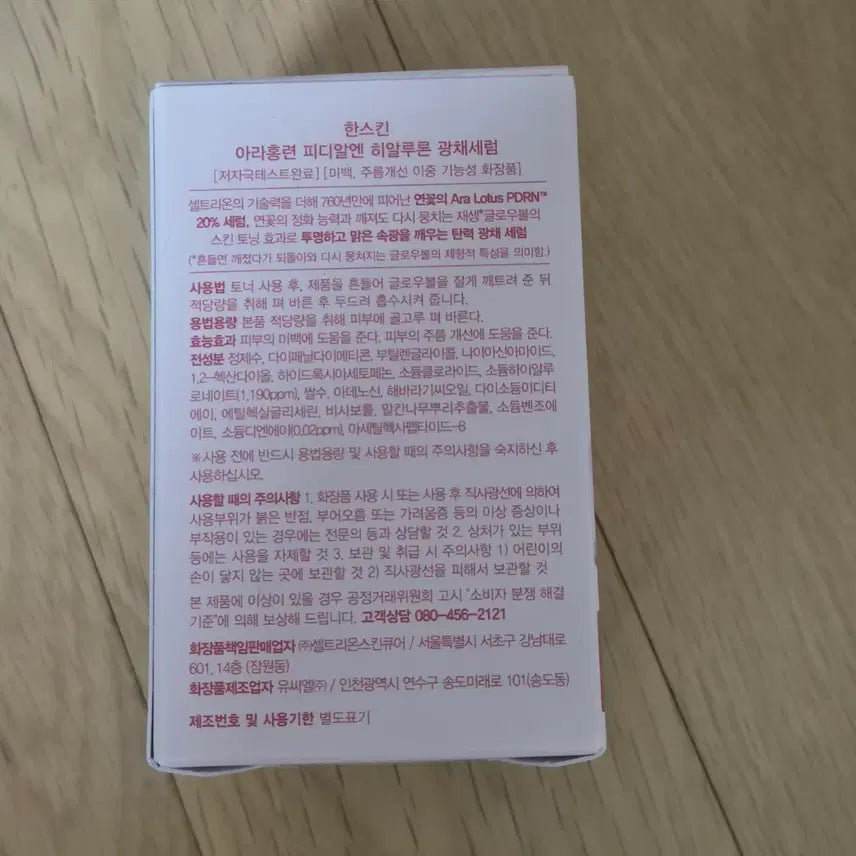 한스킨
아라홍련 피디알엔 히알루론 광채세럼
[저자극테스트완료] [미백, 주름개선 이중 기능성 화장품]
셀트리온의 기술력을 더해 760년만에 피어난 연꽃의 Ara Lotus PDRN™
20% 세럼, 연꽃의 정화 능력과 깨져도 다시 뭉치는 재생*글로우볼의
스킨 토닝 효과로 투명하고 맑은 속광을 깨우는 탄력 광채 세럼
(*흔들면 깨졌다가 되돌아와 다시 뭉쳐지는 글로우볼의 제형적 특성을 의미함.)
사용법 토너 사용 후, 제품을 흔들어 글로우볼을 잘게 깨트려 준 뒤
적당량을 취해 펴 바른 후 두드려 흡수시켜 줍니다.
용법용량 본품 적당량을 취해 피부에 골고루 펴 바른다.
효능효과 피부의 미백에 도움을 준다. 피부의 주름 개선에 도움을 준다.
전성분 정제수, 다이페닐다이메티콘, 부틸렌글라이콜, 나이아신아마이드,
1,2-헥산다이올, 하이드록시아세토페논, 소듐클로라이드, 소듐하이알루
로네이트(1,190ppm), 쌀수, 아데노신, 해바라기씨오일, 다이소듐이디티
에이, 에틸헥실글리세린, 비사보롤, 알칸나무뿌리추출물, 소듐벤조에
이트, 소듐디엔에이(0.02ppm), 아세틸헥사펩타이드-8
※사용 전에 반드시 용법용량 및 사용할 때의 주의사항을 숙지하신 후
사용하십시오.
사용할 때의 주의사항 1. 화장품 사용 시 또는 사용 후 직사광선에 의하여
사용부위가 붉은 반점, 부어오름 또는 가려움증 등의 이상 증상이나
부작용이 있는 경우에는 전문의 등과 상담할 것 2. 상처가 있는 부위
등에는 사용을 자제할 것 3. 보관 및 취급 시 주의사항 1) 어린이의
손이 닿지 않는 곳에 보관할 것 2) 직사광선을 피해서 보관할 것
본 제품에 이상이 있을 경우 공정거래위원회 고시 "소비자 분쟁 해결
기준"에 의해 보상해 드립니다. 고객상담 080-456-2121
화장품책임판매업자 ㈜셀트리온스킨큐어 / 서울특별시 서초구 강남대로
601, 14층 (잠원동)
화장품제조업자 유씨엘㈜ / 인천광역시 연수구 송도미래로 101(송도동)
제조번호 및 사용기한 별도표기